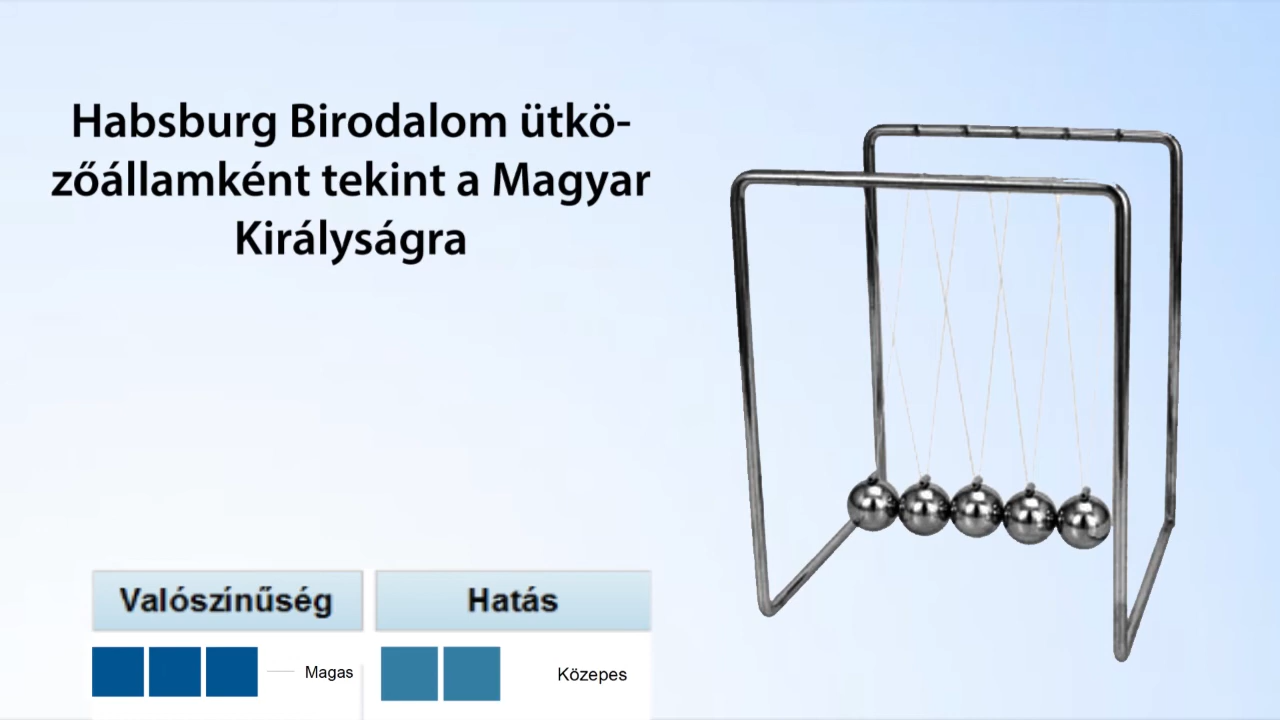 Habsburg Birodalom ütkö-
zőállamként tekint a Magyar
Királyságra
Valószínűség
Hatás
Magas
Közepes